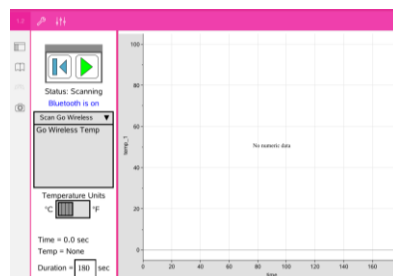 1.2
Status: Scanning
Bluetooth is on
Scan Go Wireless ▼
Go Wireless Temp
Temperature Units
°C °F
Time = 0.0 sec
Temp = None
Duration = 180 sec
100
80
60
40
20
0
temp_1
No numeric data
0 20 40 60 80 100 120 140 160
time